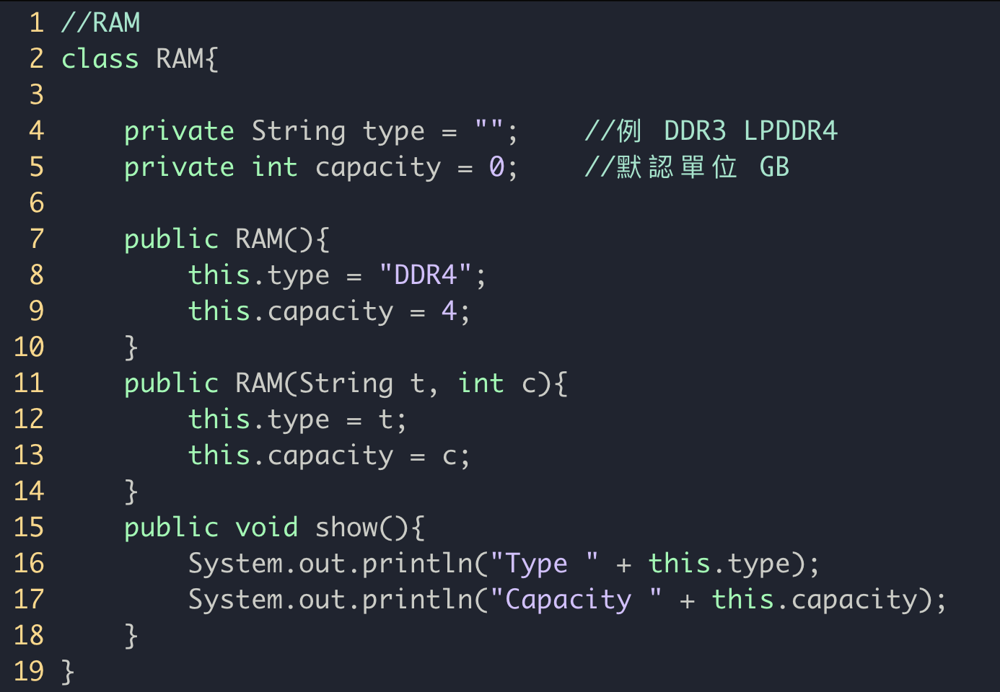 1 //RAM
2 class RAM{
3
4     private String type = "";    //例 DDR3 LPDDR4
5     private int capacity = 0;    //默認單位 GB
6
7     public RAM(){
8         this.type = "DDR4";
9         this.capacity = 4;
10     }
11     public RAM(String t, int c){
12         this.type = t;
13         this.capacity = c;
14     }
15     public void show(){
16         System.out.println("Type " + this.type);
17         System.out.println("Capacity " + this.capacity);
18     }
19 }